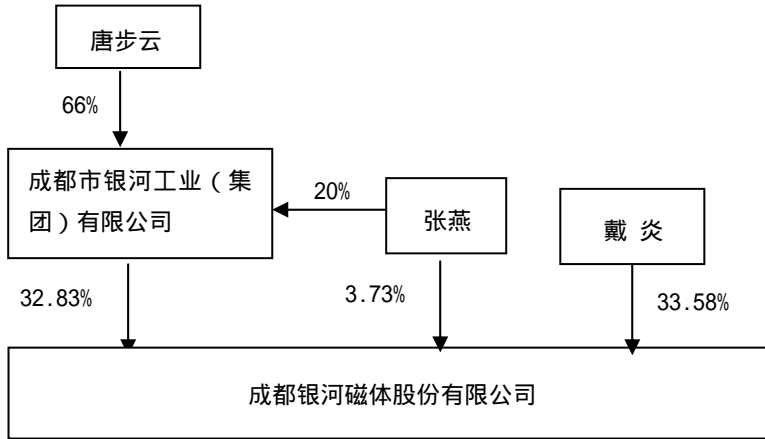 唐步云
66%
成都市银河工业（集
团）有限公司
20%
张燕
戴 炎
32.83%
3.73%
33.58%
成都银河磁体股份有限公司